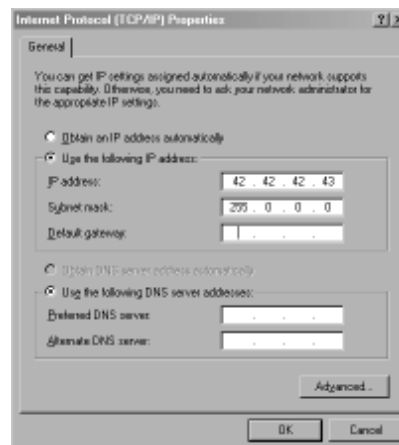 Internet Protocol (TCP/IP) Properties
General
You can get IP settings assigned automatically if your network supports
this capability. Otherwise, you need to ask your network administrator for
the appropriate IP settings.
Obtain an IP address automatically
Use the following IP address:
IP address: 42 . 42 . 42 . 43
Subnet mask: 255 . 0 . 0 . 0
Default gateway: . . .
Obtain DNS server address automatically
Use the following DNS server addresses:
Preferred DNS server: . . .
Alternate DNS server: . . .
Advanced...
OK Cancel